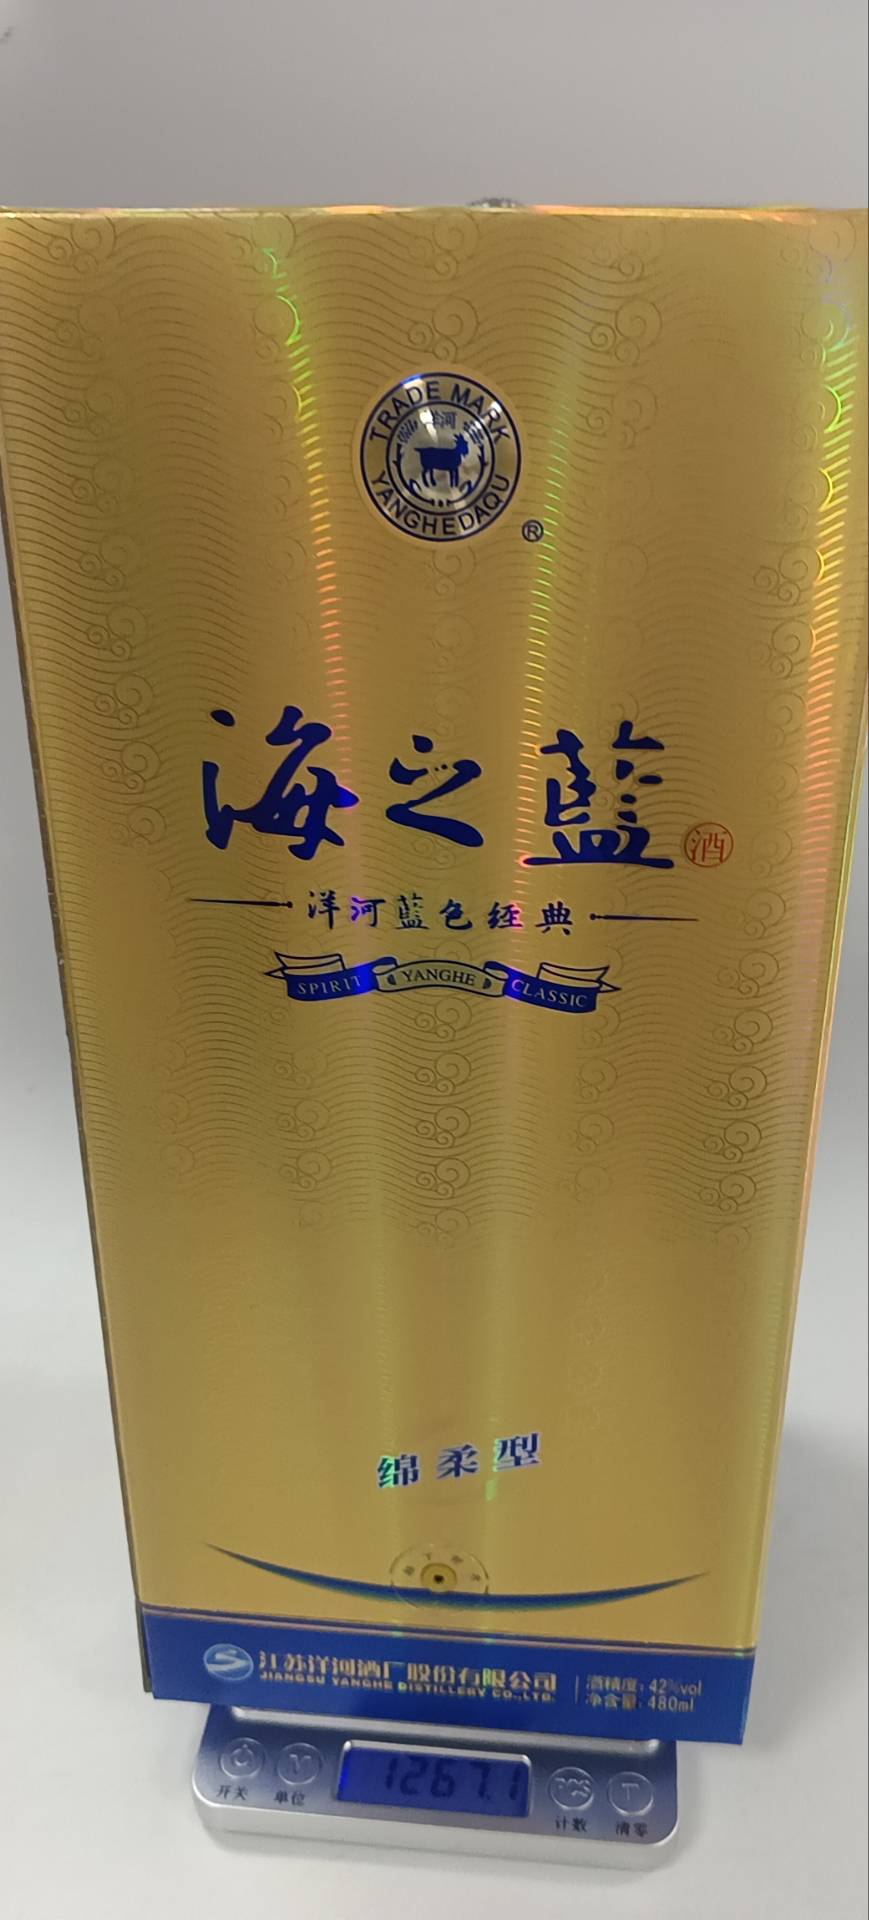 TRADE MARK
洋河
YANGHEDAQU
®
海之藍
酒
洋河藍色经典
SPIRIT YANGHE CLASSIC
绵柔型
江苏洋河酒厂股份有限公司
JIANGSU YANGHE DISTILLERY CO.,LTD.
酒精度:42%vol
净含量:480ml
1267.1
开关 单位 PCS T
计数 清零